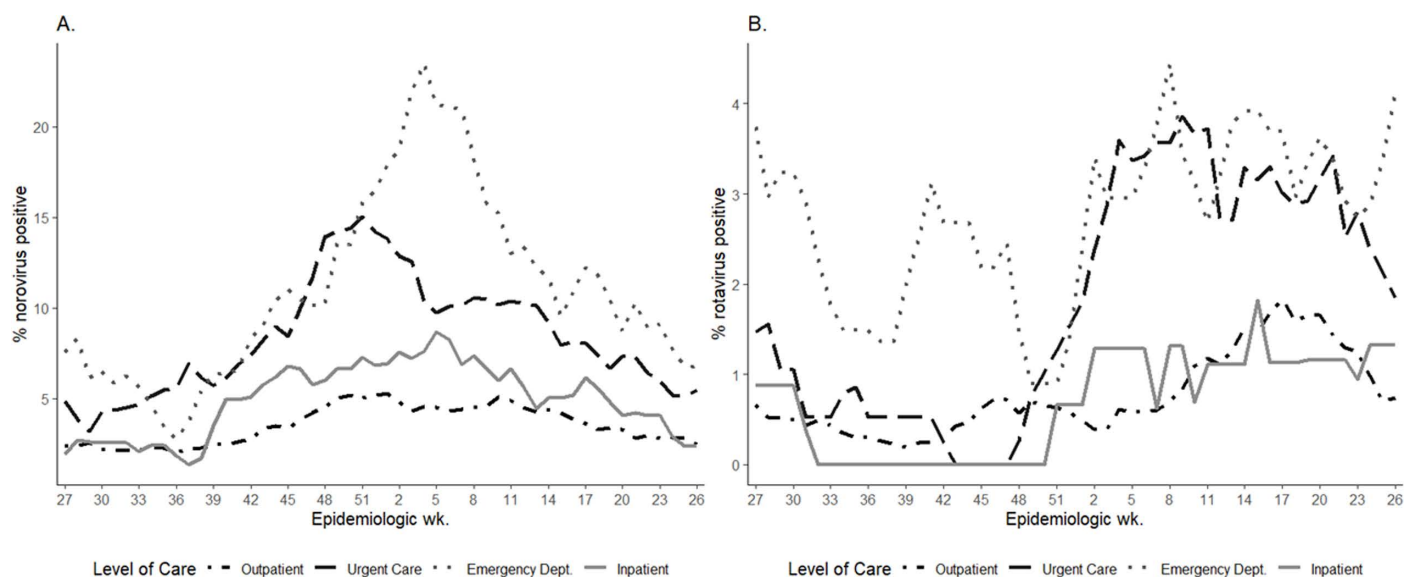 A.
% norovirus positive
20
15
10
5
27 30 33 36 39 42 45 48 51 2 5 8 11 14 17 20 23 26
Epidemiologic wk.
Level of Care Outpatient Urgent Care Emergency Dept. Inpatient
B.
% rotavirus positive
4
3
2
1
0
27 30 33 36 39 42 45 48 51 2 5 8 11 14 17 20 23 26
Epidemiologic wk.
Level of Care Outpatient Urgent Care Emergency Dept. Inpatient